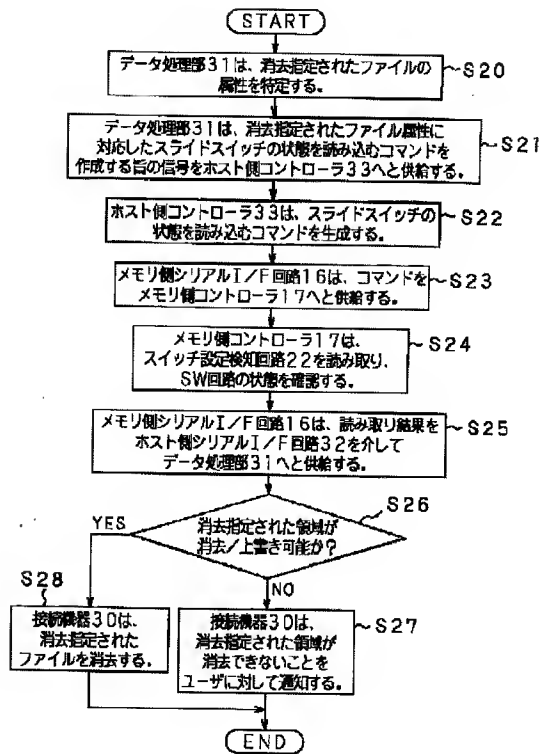 START
データ処理部31は、消去指定されたファイルの
属性を特定する。
S20
データ処理部31は、消去指定されたファイル属性に
対応したスライドスイッチの状態を読み込むコマンドを
作成する旨の信号をホスト側コントローラ33へと供給する。
S21
ホスト側コントローラ33は、スライドスイッチの
状態を読み込むコマンドを生成する。
S22
メモリ側シリアルI/F回路16は、コマンドを
メモリ側コントローラ17へと供給する。
S23
メモリ側コントローラ17は、
スイッチ設定検知回路22を読み取り、
SW回路の状態を確認する。
S24
メモリ側シリアルI/F回路16は、読み取り結果を
ホスト側シリアルI/F回路32を介して
データ処理部31へと供給する。
S25
消去指定された領域が
消去/上書き可能か?
S26
YES
NO
S28
接続機器30は、
消去指定された
ファイルを消去する。
接続機器30は、
消去指定された領域が
消去できないことを
ユーザに対して通知する。
S27
END